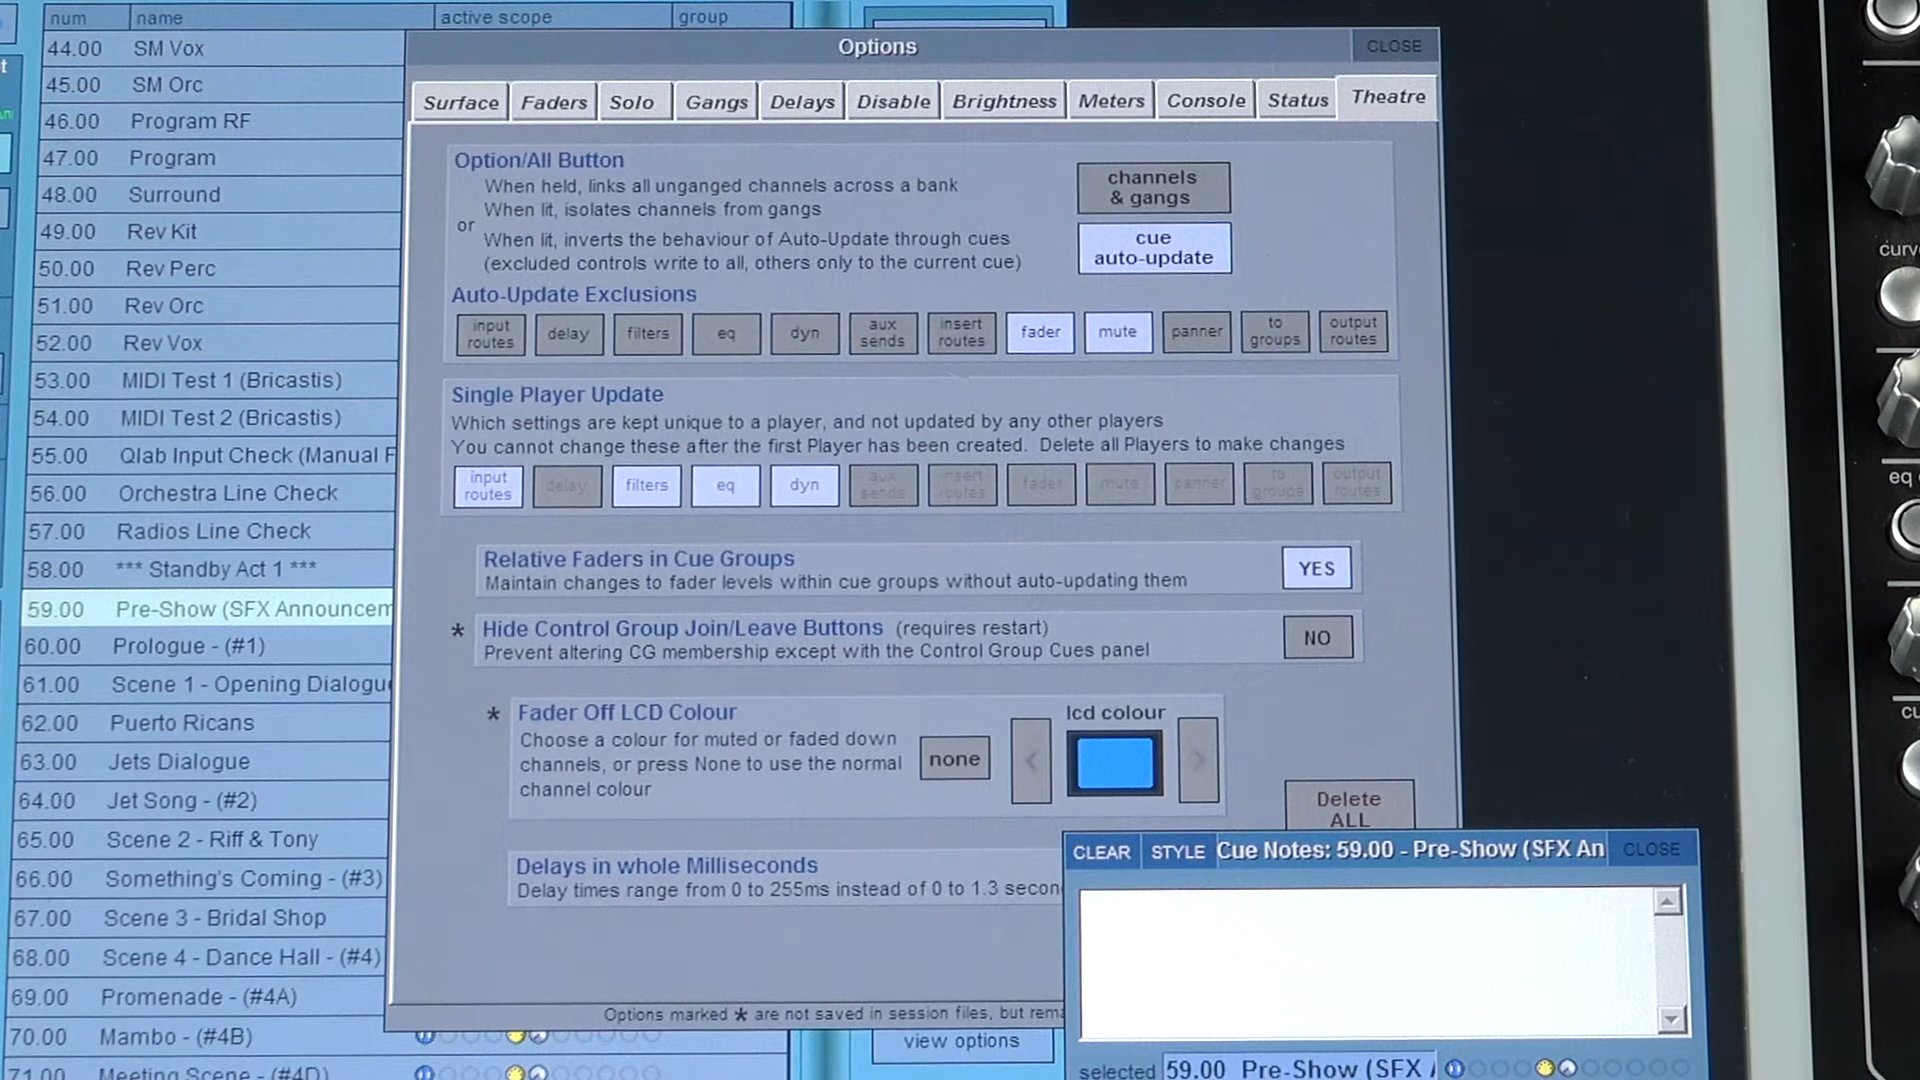 num name active scope group
44.00 SM Vox
45.00 SM Orc
46.00 Program RF
47.00 Program
48.00 Surround
49.00 Rev Kit
50.00 Rev Perc
51.00 Rev Orc
52.00 Rev Vox
53.00 MIDI Test 1 (Bricastis)
54.00 MIDI Test 2 (Bricastis)
55.00 Qlab Input Check (Manual F
56.00 Orchestra Line Check
57.00 Radios Line Check
58.00 *** Standby Act 1 ***
59.00 Pre-Show (SFX Announcem
60.00 Prologue - (#1)
61.00 Scene 1 - Opening Dialogu
62.00 Puerto Ricans
63.00 Jets Dialogue
64.00 Jet Song - (#2)
65.00 Scene 2 - Riff & Tony
66.00 Something's Coming - (#3)
67.00 Scene 3 - Bridal Shop
68.00 Scene 4 - Dance Hall - (#4)
69.00 Promenade - (#4A)
70.00 Mambo - (#4B)
71.00 Meeting Scene - (#4D)
Options CLOSE
Surface Faders Solo Gangs Delays Disable Brightness Meters Console Status Theatre
Option/All Button
When held, links all unganged channels across a bank
When lit, isolates channels from gangs
or
When lit, inverts the behaviour of Auto-Update through cues
(excluded controls write to all, others only to the current cue)
channels
& gangs
cue
auto-update
Auto-Update Exclusions
input routes delay filters eq dyn aux sends insert routes fader mute panner to groups output routes
Single Player Update
Which settings are kept unique to a player, and not updated by any other players
You cannot change these after the first Player has been created. Delete all Players to make changes
input routes delay filters eq dyn aux sends insert routes fader mute panner to groups output routes
Relative Faders in Cue Groups
Maintain changes to fader levels within cue groups without auto-updating them
YES
* Hide Control Group Join/Leave Buttons (requires restart)
Prevent altering CG membership except with the Control Group Cues panel
NO
* Fader Off LCD Colour
Choose a colour for muted or faded down
channels, or press None to use the normal
channel colour
none
lcd colour
< >
Delete
ALL
Delays in whole Milliseconds
Delay times range from 0 to 255ms instead of 0 to 1.3 secon
Options marked * are not saved in session files, but rema
view options
CLEAR STYLE Cue Notes: 59.00 - Pre-Show (SFX An CLOSE
selected 59.00 Pre-Show (SFX
curv
eq
cu